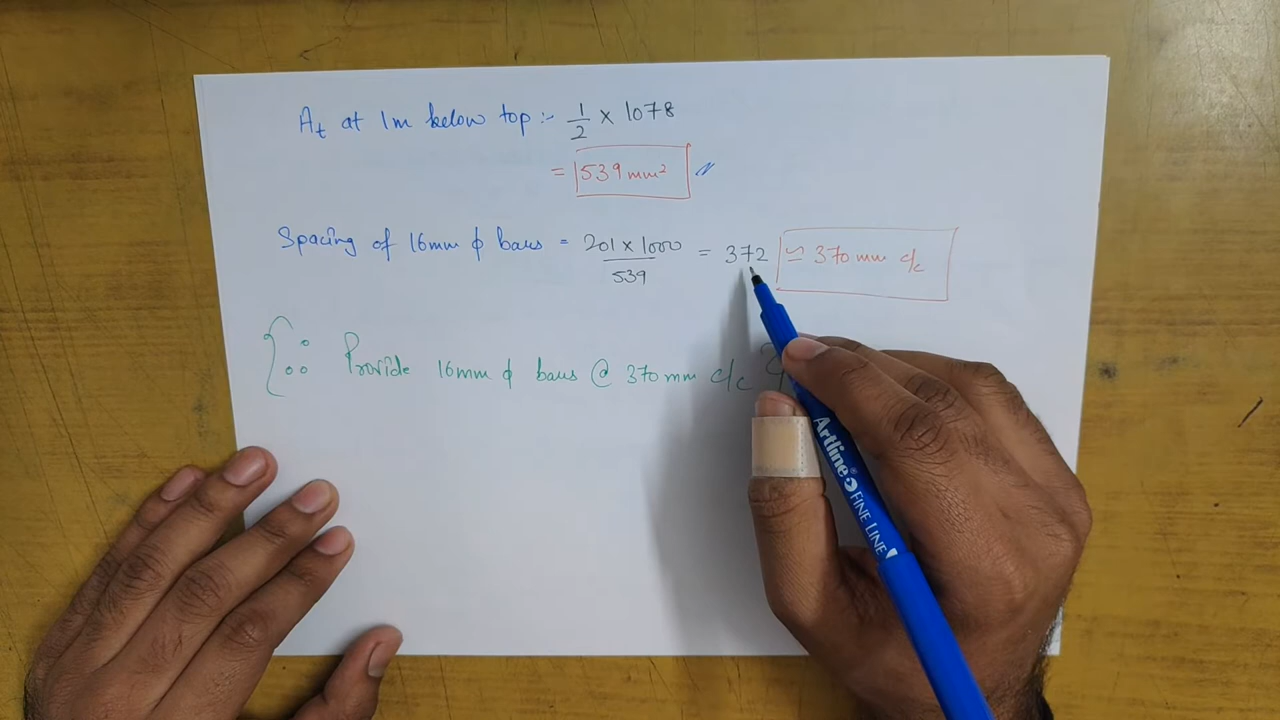 At at 1m below top :- 1/2 x 1078
= 539 mm²
Spacing of 16mm ϕ bars = 201 x 1000 / 539 = 372 ≃ 370 mm c/c
∴ Provide 16mm ϕ bars @ 370 mm c/c
Artline FINE LINE